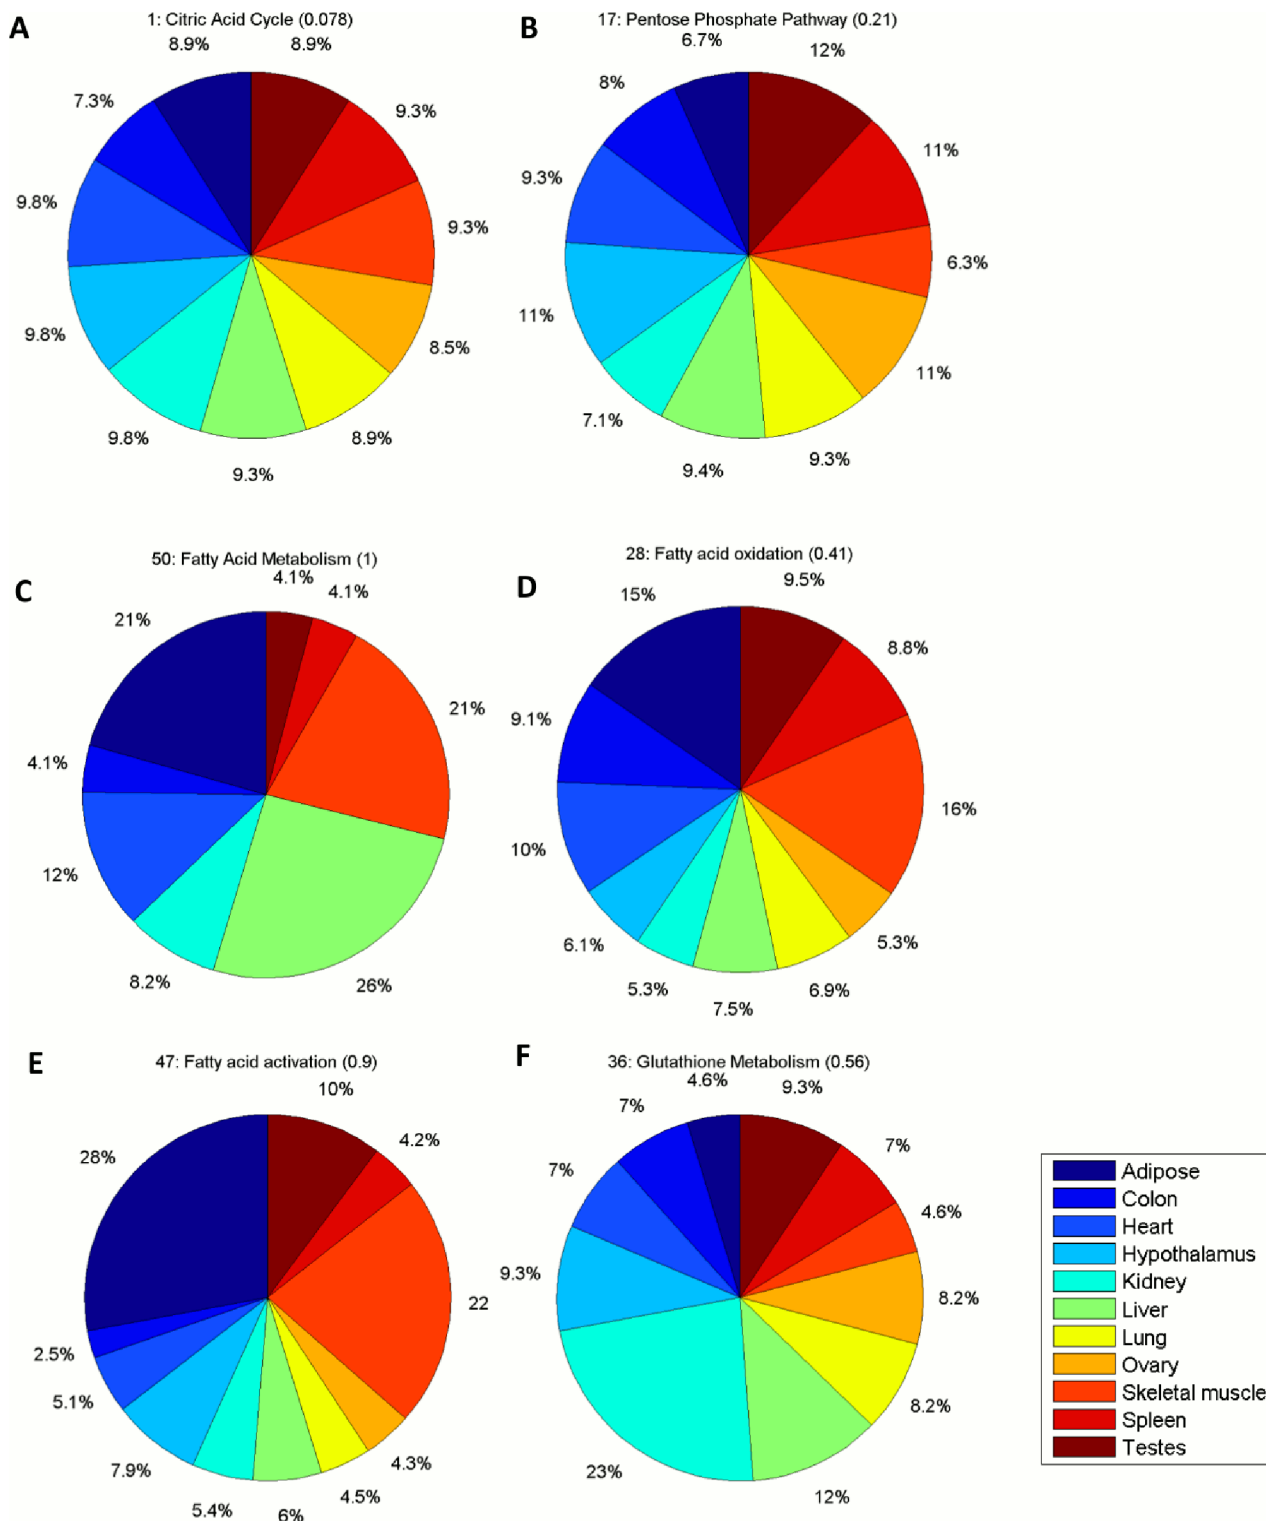 A
1: Citric Acid Cycle (0.078)
8.9%
8.9%
7.3%
9.3%
9.8%
9.3%
9.8%
8.5%
9.8%
8.9%
9.3%
B
17: Pentose Phosphate Pathway (0.21)
6.7%
12%
8%
11%
9.3%
6.3%
11%
11%
7.1%
9.3%
9.4%
C
50: Fatty Acid Metabolism (1)
4.1%
4.1%
21%
21%
4.1%
12%
8.2%
26%
D
28: Fatty acid oxidation (0.41)
9.5%
15%
8.8%
9.1%
16%
10%
6.1%
5.3%
5.3%
6.9%
7.5%
E
47: Fatty acid activation (0.9)
10%
4.2%
28%
22
2.5%
5.1%
4.3%
7.9%
4.5%
5.4%
6%
F
36: Glutathione Metabolism (0.56)
4.6%
9.3%
7%
7%
7%
4.6%
9.3%
8.2%
8.2%
23%
12%
Adipose
Colon
Heart
Hypothalamus
Kidney
Liver
Lung
Ovary
Skeletal muscle
Spleen
Testes